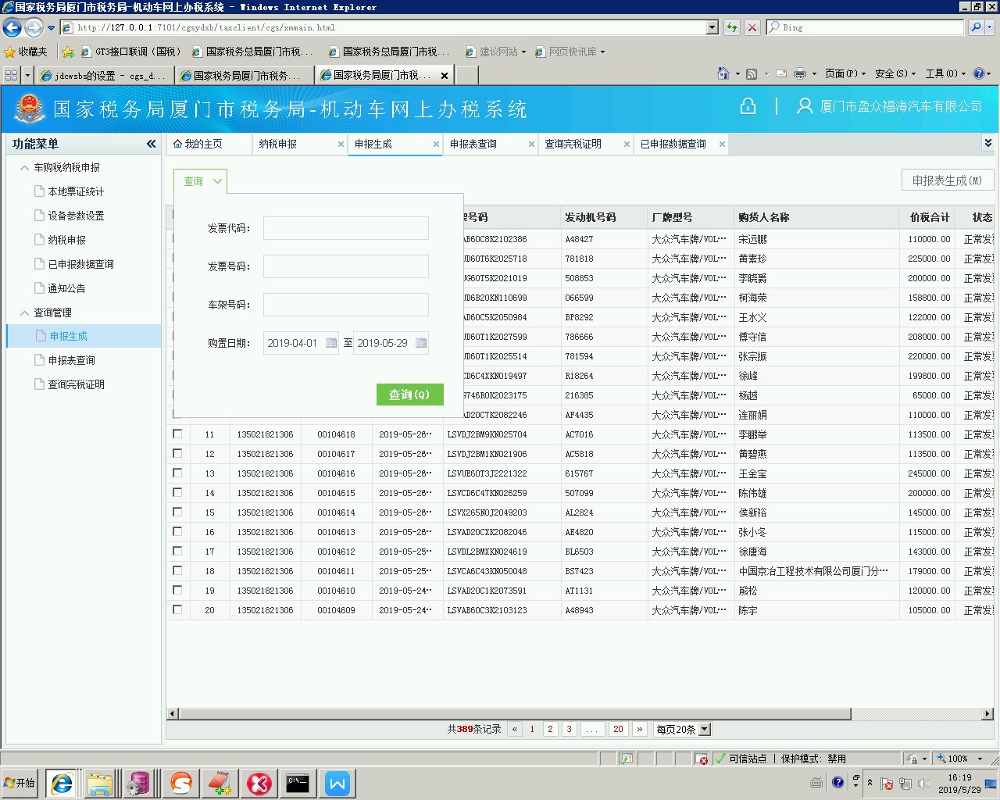 国家税务局厦门市税务局-机动车网上办税系统 - Windows Internet Explorer
http://127.0.0.1:7101/cgsydsb/taxclient/cgs/xmmain.html
Bing
收藏夹 GT3接口联调（国税） 国家税务总局厦门市税... 国家税务总局厦门市税... 建议网站 网页快讯库
jdcwsbs的设置 - cgs_d... 国家税务局厦门市税务... 国家税务局厦门市税... 页面(P) 安全(S) 工具(O)
国家税务局厦门市税务局-机动车网上办税系统 厦门市盈众福海汽车有限公司
功能菜单 «
我的主页 纳税申报 申报生成 申报表查询 查询完税证明 已申报数据查询
车购税纳税申报
本地票证统计
设备参数设置
纳税申报
已申报数据查询
通知公告
查询管理
申报生成
申报表查询
查询完税证明
查询
申报表生成(M)
发票代码：
发票号码：
车架号码：
购置日期： 2019-04-01 至 2019-05-29
查询(Q)
架号码 发动机号码 厂牌型号 购货人名称 价税合计 状态
AB60C8K2102386 A48427 大众汽车牌/VOL··· 宋远鹏 110000.00 正常发票
JD60T6K2025718 781818 大众汽车牌/VOL··· 黄素珍 225000.00 正常发票
JG60T5K2021019 508853 大众汽车牌/VOL··· 李晓爵 200000.00 正常发票
JD6B20KN110699 066599 大众汽车牌/VOL··· 柯海荣 158800.00 正常发票
AD60C5K2050984 BP8292 大众汽车牌/VOL··· 王水义 122000.00 正常发票
JD60T1K2027599 786666 大众汽车牌/VOL··· 傅守信 208000.00 正常发票
JD60T1K2025514 781594 大众汽车牌/VOL··· 张宗振 220000.00 正常发票
CD6C4XKN019497 R18264 大众汽车牌/VOL··· 徐峰 199800.00 正常发票
G746R0K2023175 216385 大众汽车牌/VOL··· 杨越 65000.00 正常发票
AD20C7K2082246 AF4435 大众汽车牌/VOL··· 连丽娟 110000.00 正常发票
11 135021821306 00104618 2019-05-26·· LSVDJ2BM9KN025704 AC7016 大众汽车牌/VOL··· 李鹏举 113500.00 正常发票
12 135021821306 00104617 2019-05-26·· LSVDJ2BM1KN021906 AC5818 大众汽车牌/VOL··· 黄碧燕 113500.00 正常发票
13 135021821306 00104616 2019-05-26·· LSVUE60T3J2221322 615767 大众汽车牌/VOL··· 王金宝 245000.00 正常发票
14 135021821306 00104615 2019-05-26·· LSVCD6C47KN026259 507099 大众汽车牌/VOL··· 陈伟雄 200000.00 正常发票
15 135021821306 00104614 2019-05-26·· LSVX265N0J2049203 AL2824 大众汽车牌/VOL··· 侯新裕 145000.00 正常发票
16 135021821306 00104613 2019-05-26·· LSVAD20CXK2082046 AE4820 大众汽车牌/VOL··· 张小冬 115000.00 正常发票
17 135021821306 00104612 2019-05-25·· LSVDL2BMXKN024619 BL6503 大众汽车牌/VOL··· 徐唐海 143000.00 正常发票
18 135021821306 00104611 2019-05-25·· LSVCA6C43KN050048 BS7423 大众汽车牌/VOL··· 中国京冶工程技术有限公司厦门分··· 179000.00 正常发票
19 135021821306 00104610 2019-05-24·· LSVAD20C1K2073591 AT1131 大众汽车牌/VOL··· 熊松 120000.00 正常发票
20 135021821306 00104609 2019-05-24·· LSVAB60C3K2103123 A48943 大众汽车牌/VOL··· 陈宇 105000.00 正常发票
共389条记录 « 1 2 3 ... 20 » 每页20条
可信站点 | 保护模式: 禁用 100%
开始 16:19
2019/5/29